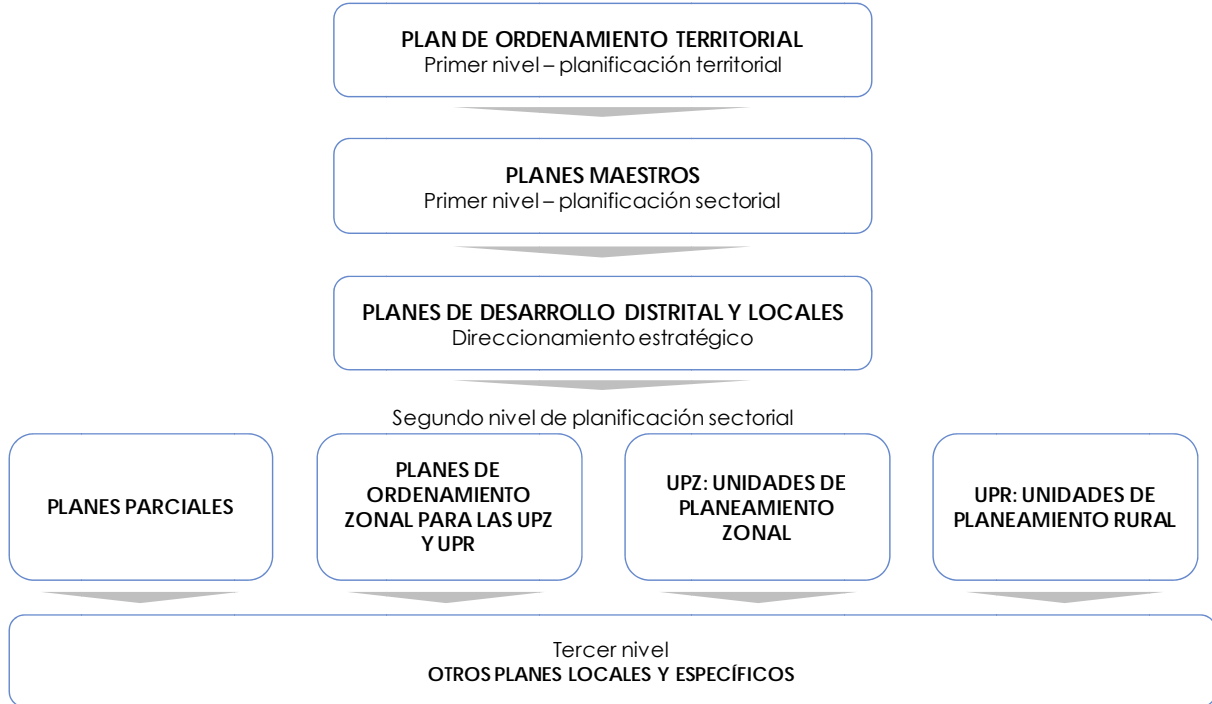 PLAN DE ORDENAMIENTO TERRITORIAL
Primer nivel – planificación territorial
PLANES MAESTROS
Primer nivel – planificación sectorial
PLANES DE DESARROLLO DISTRITAL Y LOCALES
Direccionamiento estratégico
Segundo nivel de planificación sectorial
PLANES PARCIALES
PLANES DE
ORDENAMIENTO
ZONAL PARA LAS UPZ
Y UPR
UPZ: UNIDADES DE
PLANEAMIENTO
ZONAL
UPR: UNIDADES DE
PLANEAMIENTO RURAL
Tercer nivel
OTROS PLANES LOCALES Y ESPECÍFICOS